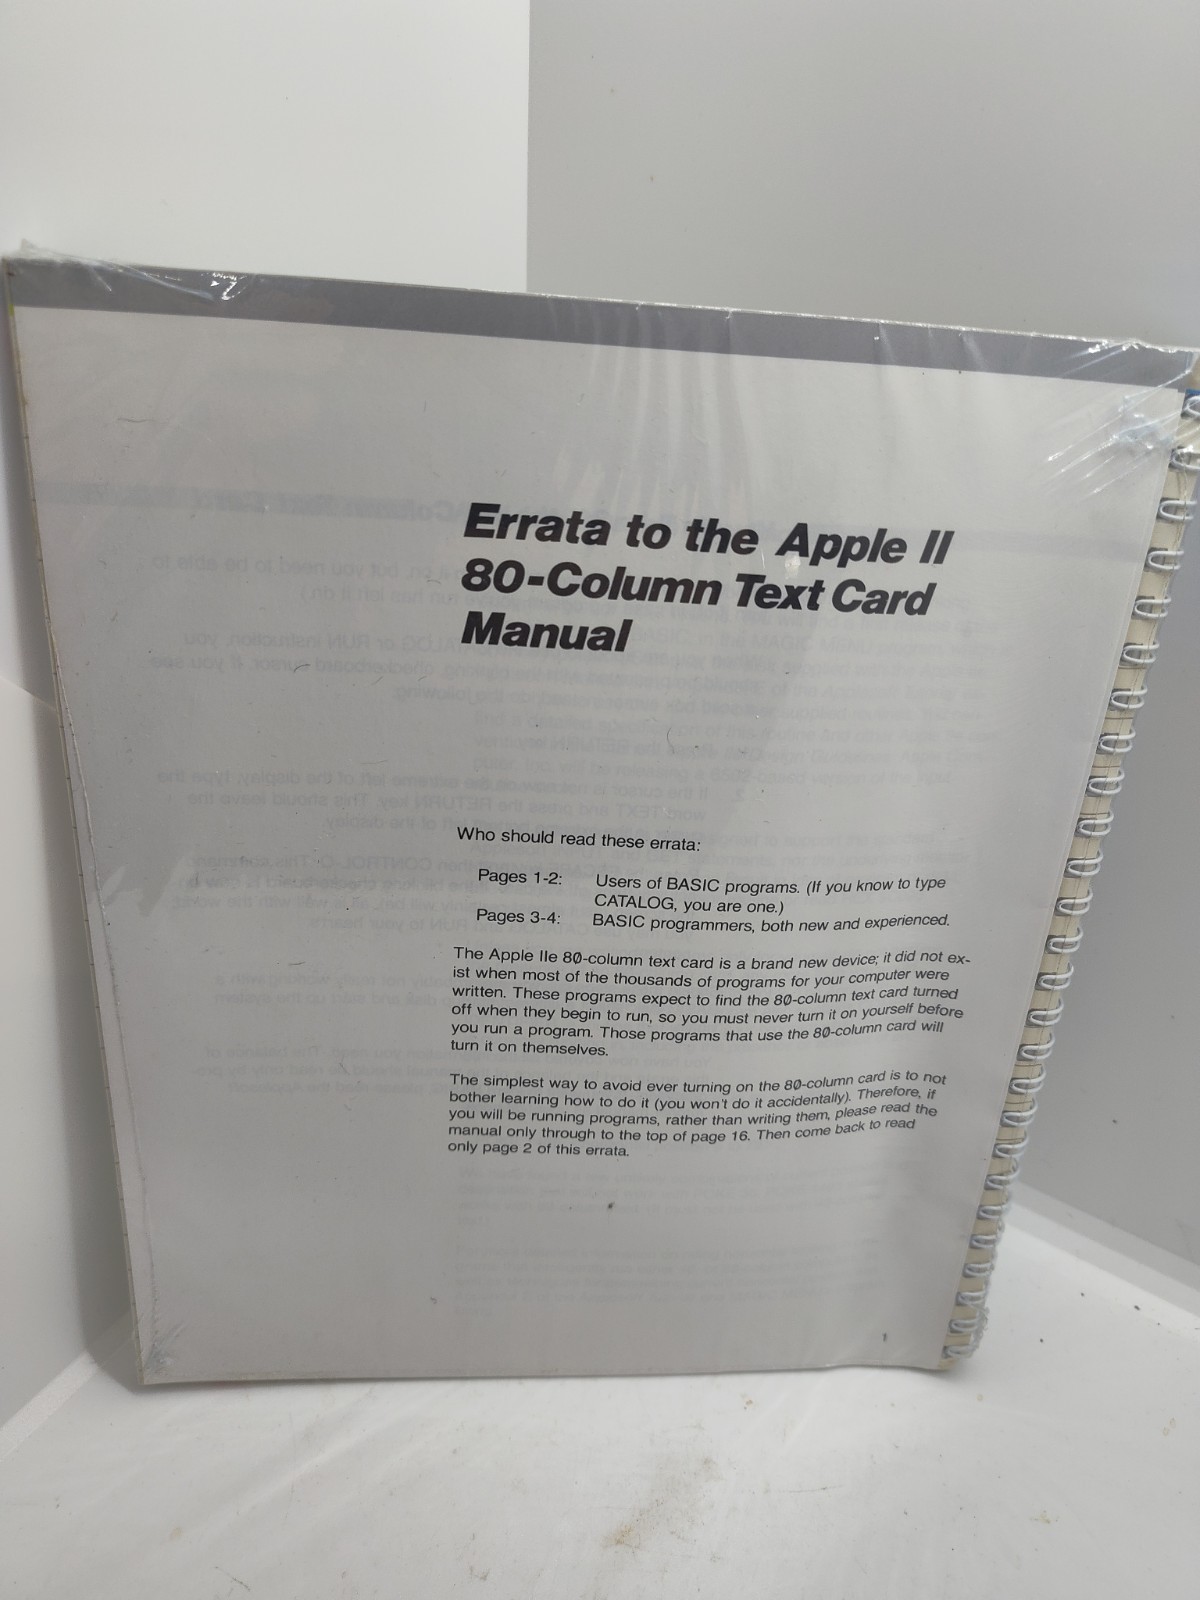 Errata to the Apple II
80-Column Text Card
Manual
Who should read these errata:
Pages 1-2: Users of BASIC programs. (If you know to type
CATALOG, you are one.)
Pages 3-4: BASIC programmers, both new and experienced.
The Apple IIe 80-column text card is a brand new device; it did not ex-
ist when most of the thousands of programs for your computer were
written. These programs expect to find the 80-column text card turned
off when they begin to run, so you must never turn it on yourself before
you run a program. Those programs that use the 80-column card will
turn it on themselves.
The simplest way to avoid ever turning on the 80-column card is to not
bother learning how to do it (you won't do it accidentally). Therefore, if
you will be running programs, rather than writing them, please read the
manual only through to the top of page 16. Then come back to read
only page 2 of this errata.
1